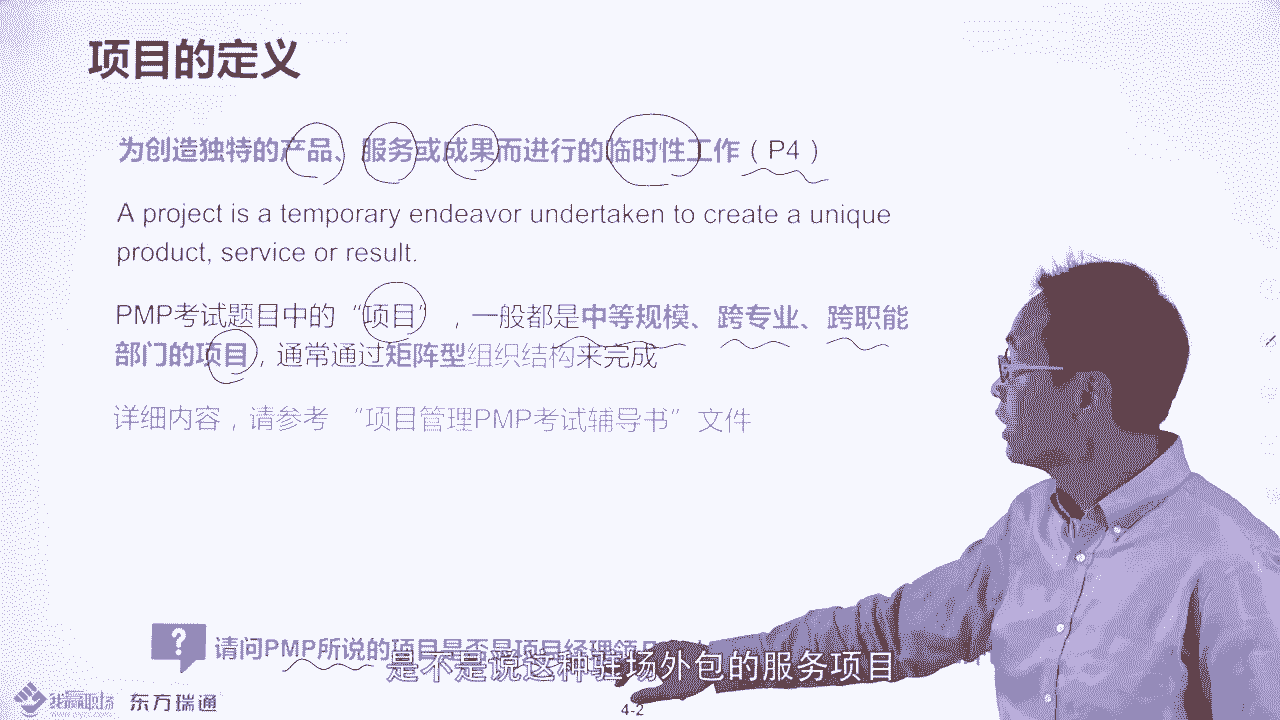 项目的定义
为创造独特的产品、服务或成果而进行的临时性工作（P4）
A project is a temporary endeavor undertaken to create a unique
product, service or result.
PMP考试题目中的“项目”，一般都是中等规模、跨专业、跨职能
部门的项目，通常通过矩阵型组织结构来完成
详细内容，请参考 “项目管理PMP考试辅导书” 文件
请问PMP所说的项目是否是项目经理领
是不是说这种驻场外包的服务项目
东方瑞通
4-2